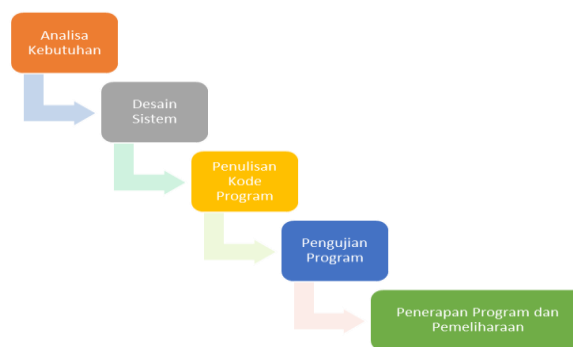 Analisa
Kebutuhan
Desain
Sistem
Penulisan
Kode
Program
Pengujian
Program
Penerapan Program dan
Pemeliharaan